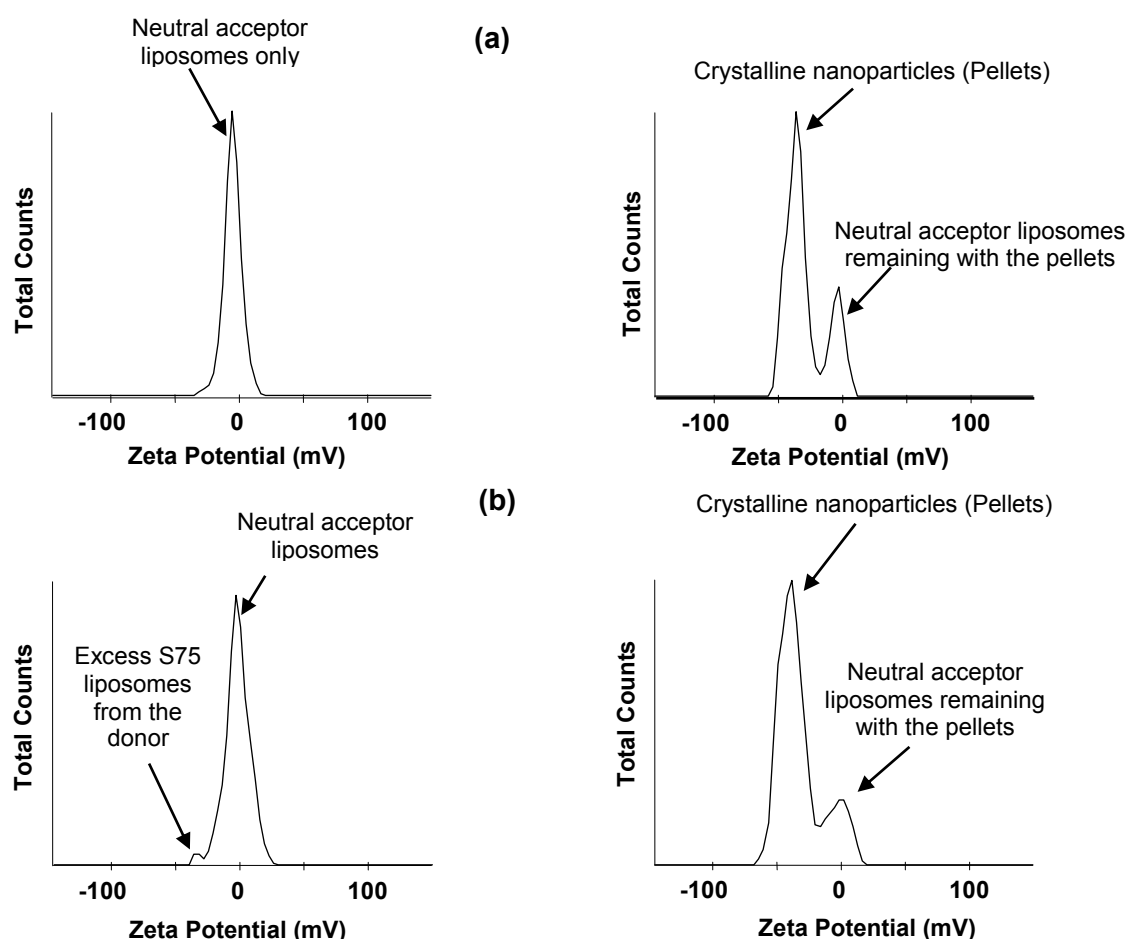 (a)
Neutral acceptor
liposomes only
Total Counts
-100 0 100
Zeta Potential (mV)
Crystalline nanoparticles (Pellets)
Neutral acceptor liposomes
remaining with the pellets
Total Counts
-100 0 100
Zeta Potential (mV)
(b)
Neutral acceptor
liposomes
Excess S75
liposomes
from the
donor
Total Counts
-100 0 100
Zeta Potential (mV)
Crystalline nanoparticles (Pellets)
Neutral acceptor
liposomes remaining
with the pellets
Total Counts
-100 0 100
Zeta Potential (mV)